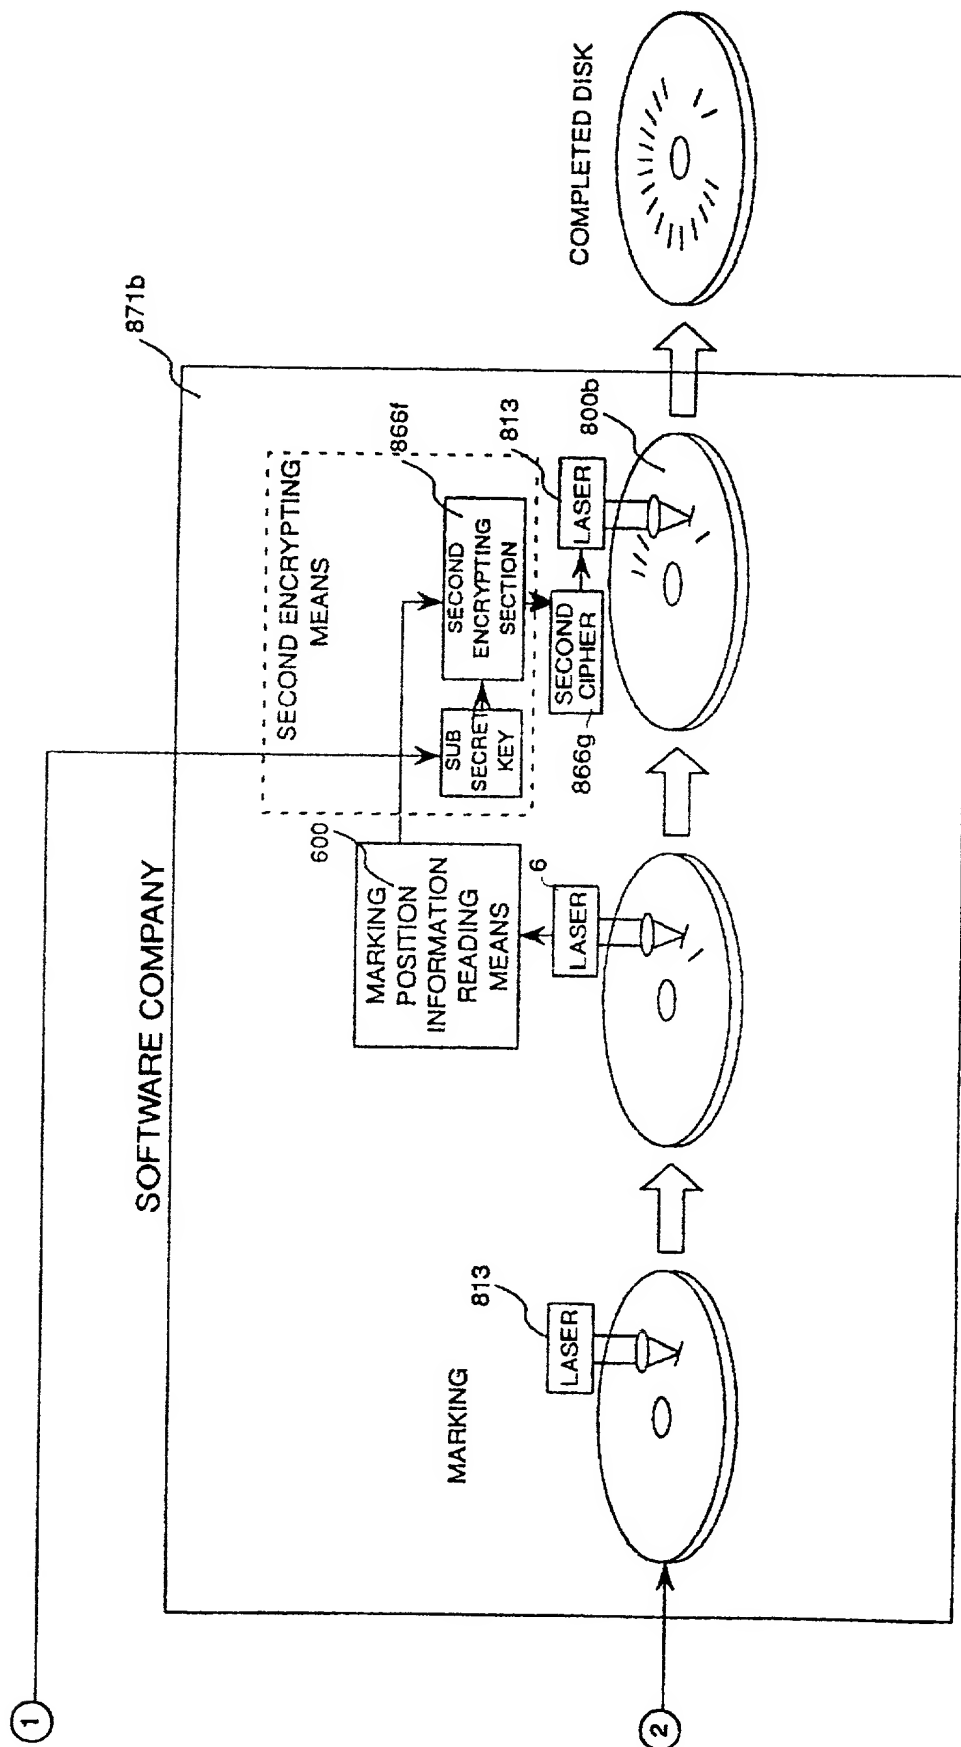 1
SOFTWARE COMPANY
871b
SECOND ENCRYPTING
MEANS
866f
SUB
SECRET
KEY
SECOND
ENCRYPTING
SECTION
600
MARKING
POSITION
INFORMATION
READING
MEANS
SECOND
CIPHER
866g
813
LASER
800b
6
LASER
MARKING
813
LASER
COMPLETED DISK
2